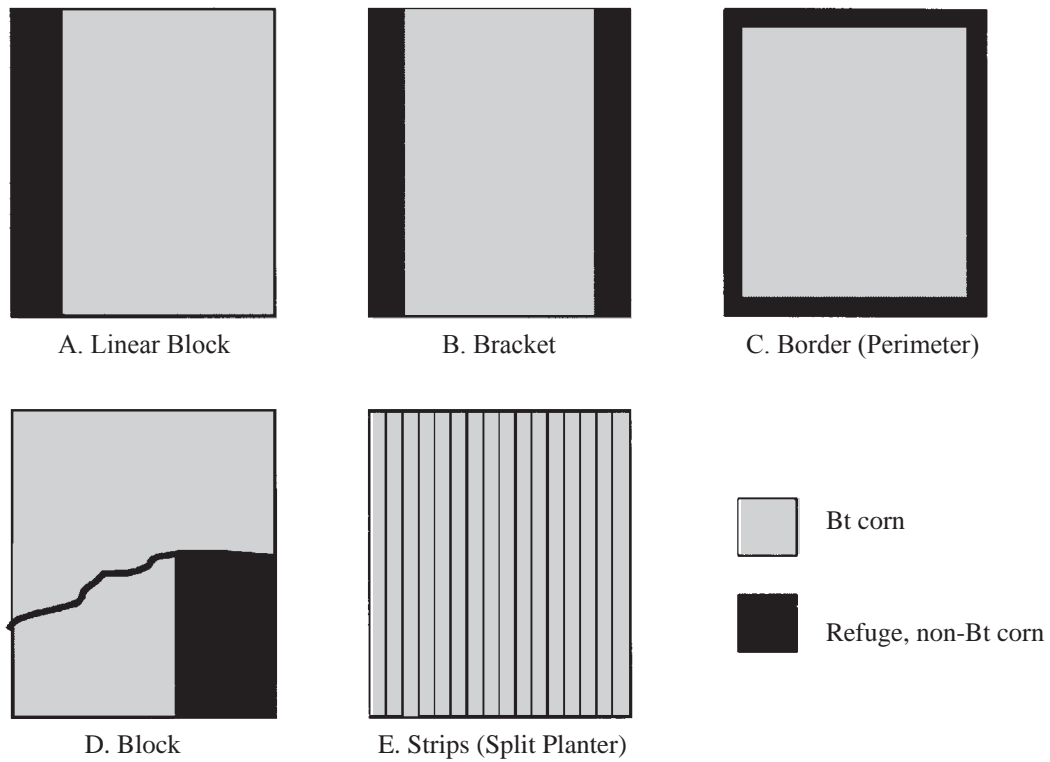 A. Linear Block
B. Bracket
C. Border (Perimeter)
D. Block
E. Strips (Split Planter)
Bt corn
Refuge, non-Bt corn